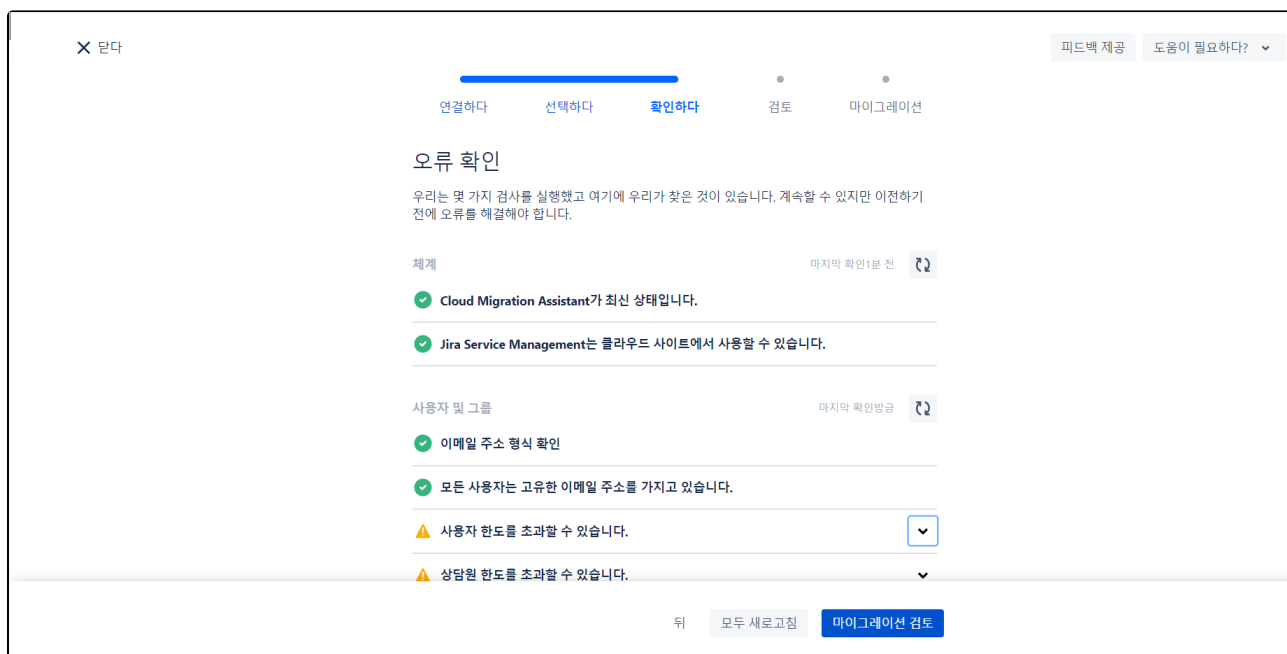 닫다
피드백 제공
도움이 필요하다?
연결하다
선택하다
확인하다
검토
마이그레이션
오류 확인
우리는 몇 가지 검사를 실행했고 여기에 우리가 찾은 것이 있습니다. 계속할 수 있지만 이전하기
전에 오류를 해결해야 합니다.
체계
마지막 확인1분 전
Cloud Migration Assistant가 최신 상태입니다.
Jira Service Management는 클라우드 사이트에서 사용할 수 있습니다.
사용자 및 그룹
마지막 확인방금
이메일 주소 형식 확인
모든 사용자는 고유한 이메일 주소를 가지고 있습니다.
사용자 한도를 초과할 수 있습니다.
상담원 한도를 초과할 수 있습니다.
뒤
모두 새로고침
마이그레이션 검토